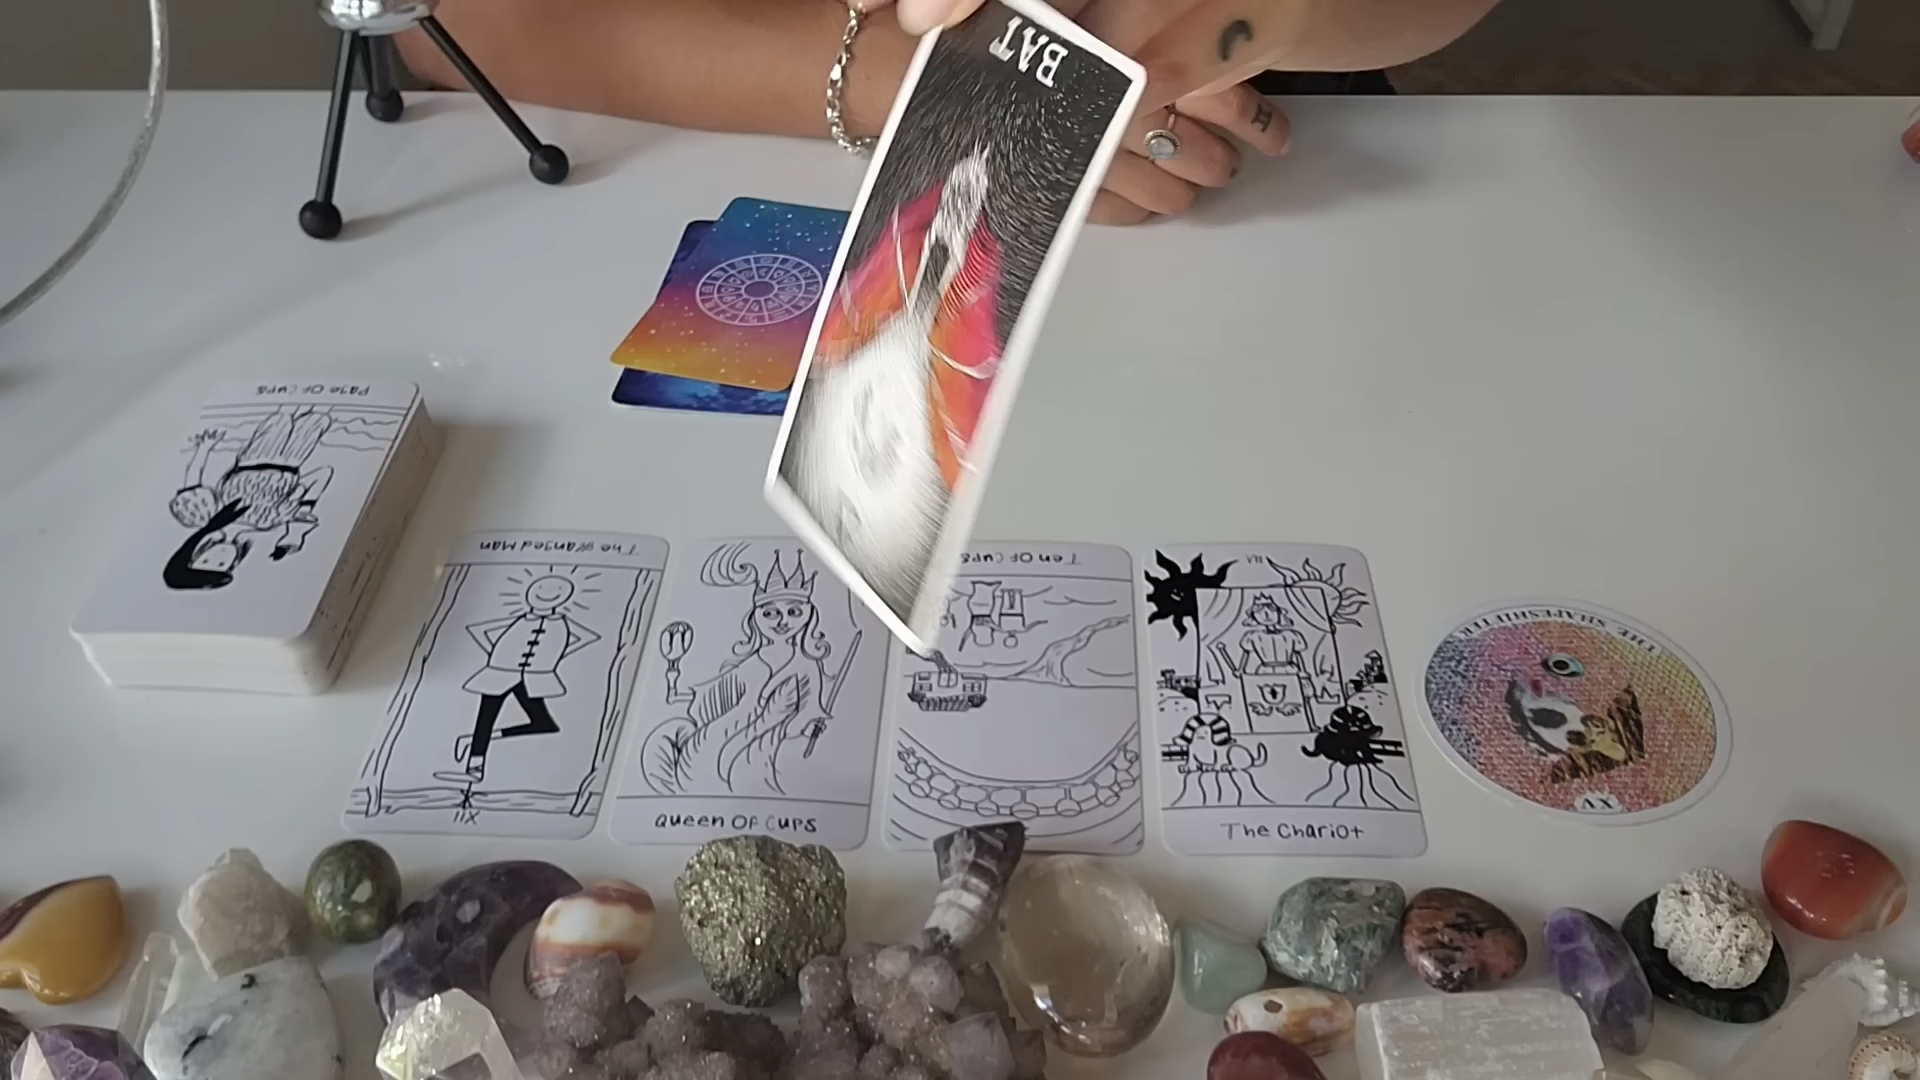 BAT
Page OF Cups
The Hanged Man
XII
Queen OF Cups
Ten OF Cups
VII
The Chariot
THE SHAPESHIFTER
XV